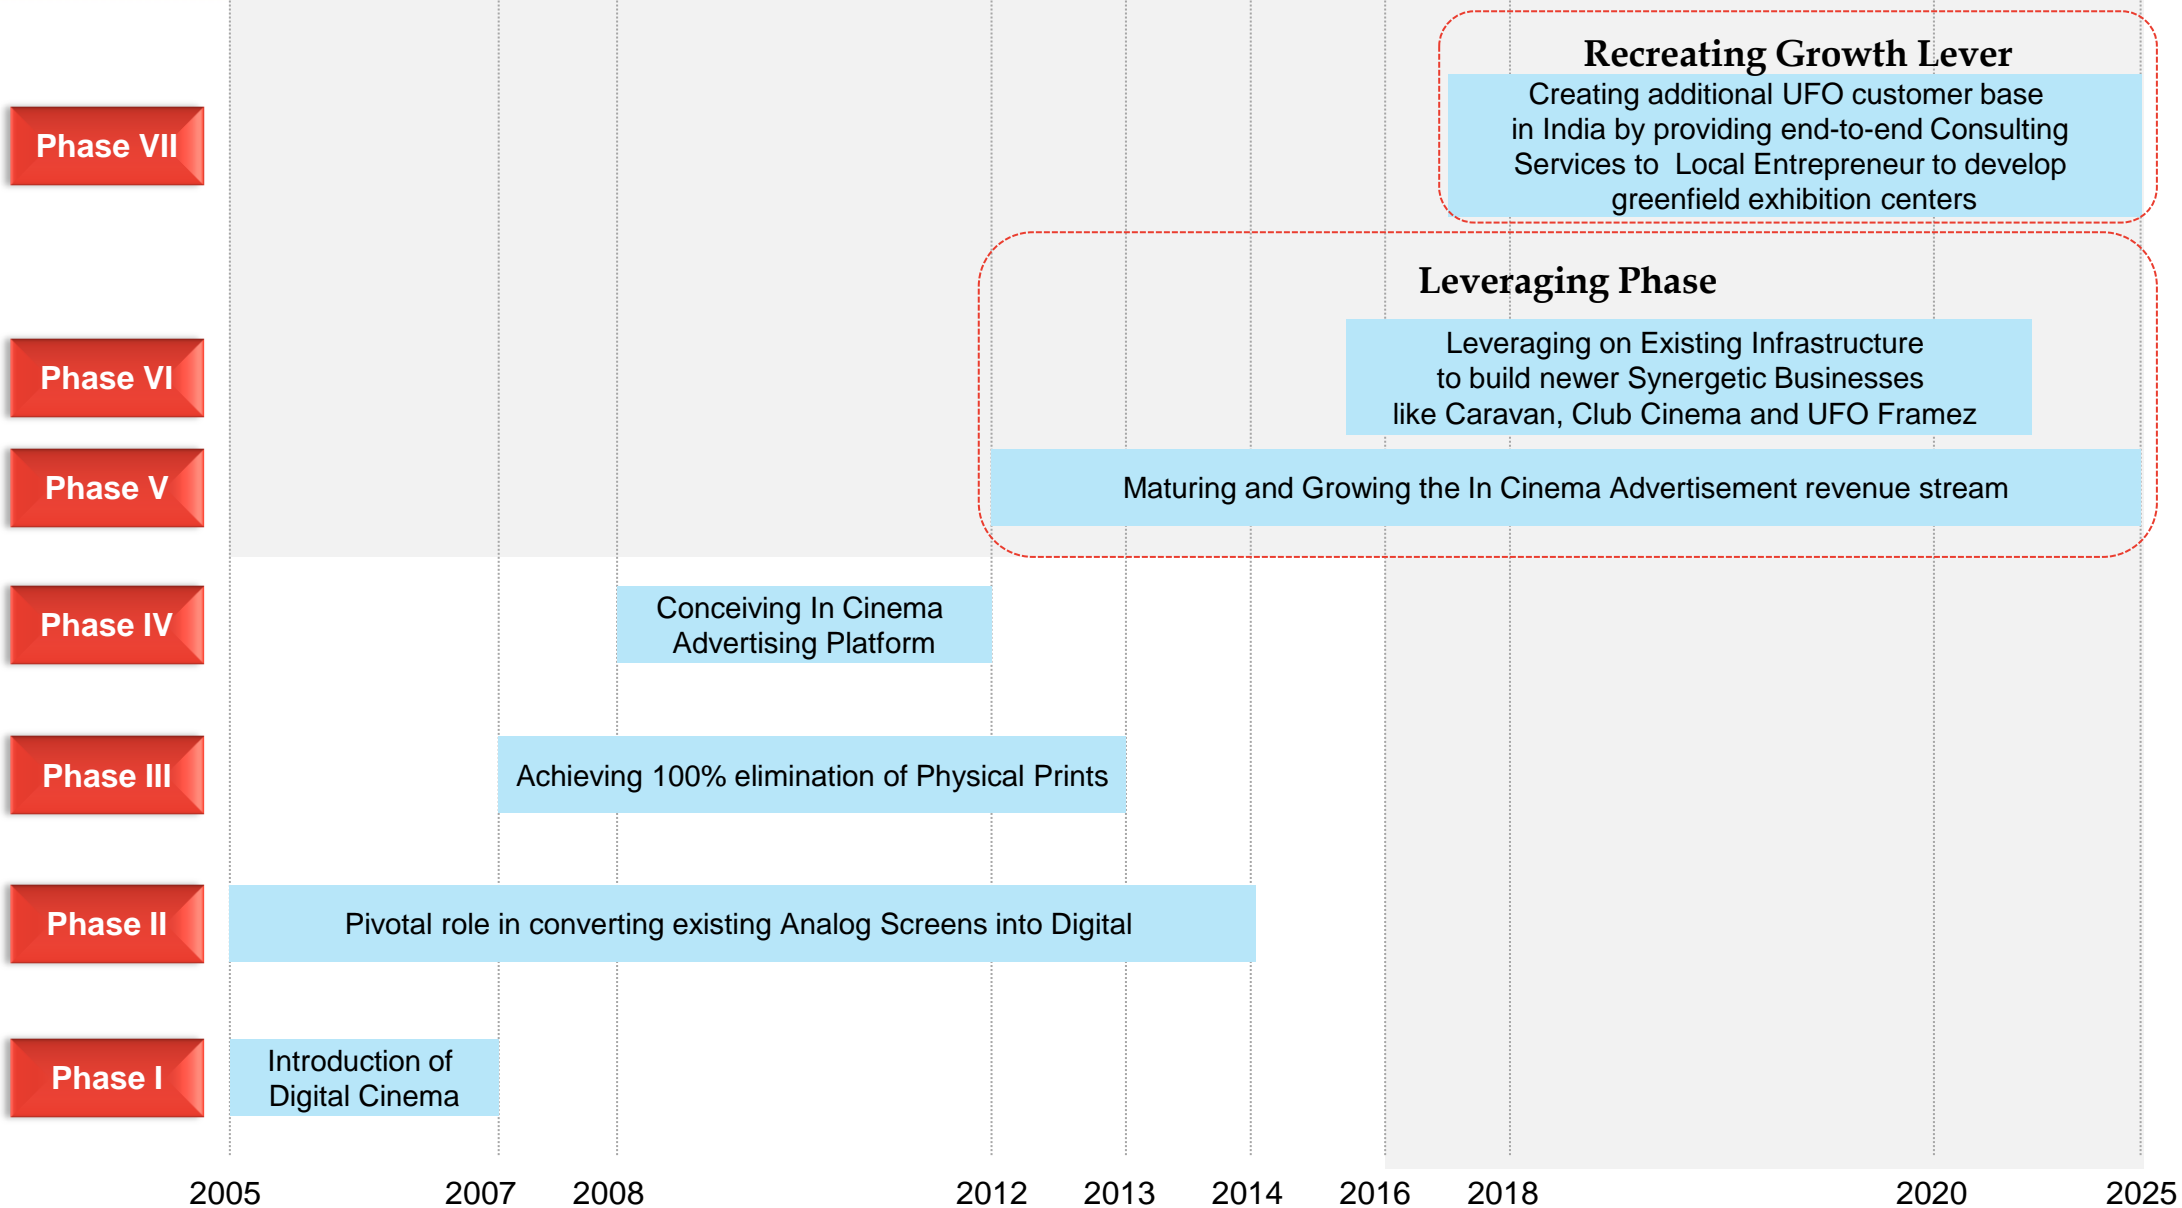 Recreating Growth Lever
Phase VII
Creating additional UFO customer base
in India by providing end-to-end Consulting
Services to Local Entrepreneur to develop
greenfield exhibition centers
Leveraging Phase
Phase VI
Leveraging on Existing Infrastructure
to build newer Synergetic Businesses
like Caravan, Club Cinema and UFO Framez
Phase V
Maturing and Growing the In Cinema Advertisement revenue stream
Phase IV
Conceiving In Cinema
Advertising Platform
Phase III
Achieving 100% elimination of Physical Prints
Phase II
Pivotal role in converting existing Analog Screens into Digital
Phase I
Introduction of
Digital Cinema
2005 2007 2008 2012 2013 2014 2016 2018 2020 2025